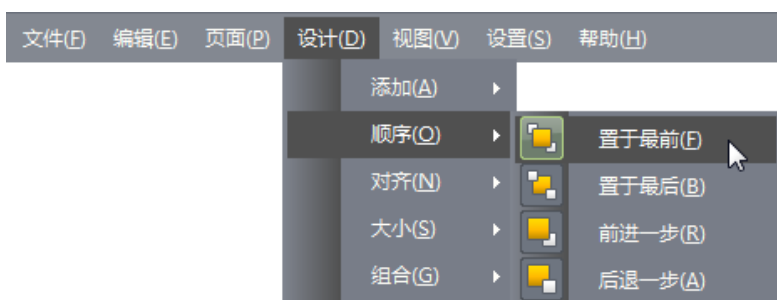 文件(F) 编辑(E) 页面(P) 设计(D) 视图(V) 设置(S) 帮助(H)
添加(A)
顺序(O) 置于最前(F)
对齐(N) 置于最后(B)
大小(S) 前进一步(R)
组合(G) 后退一步(A)